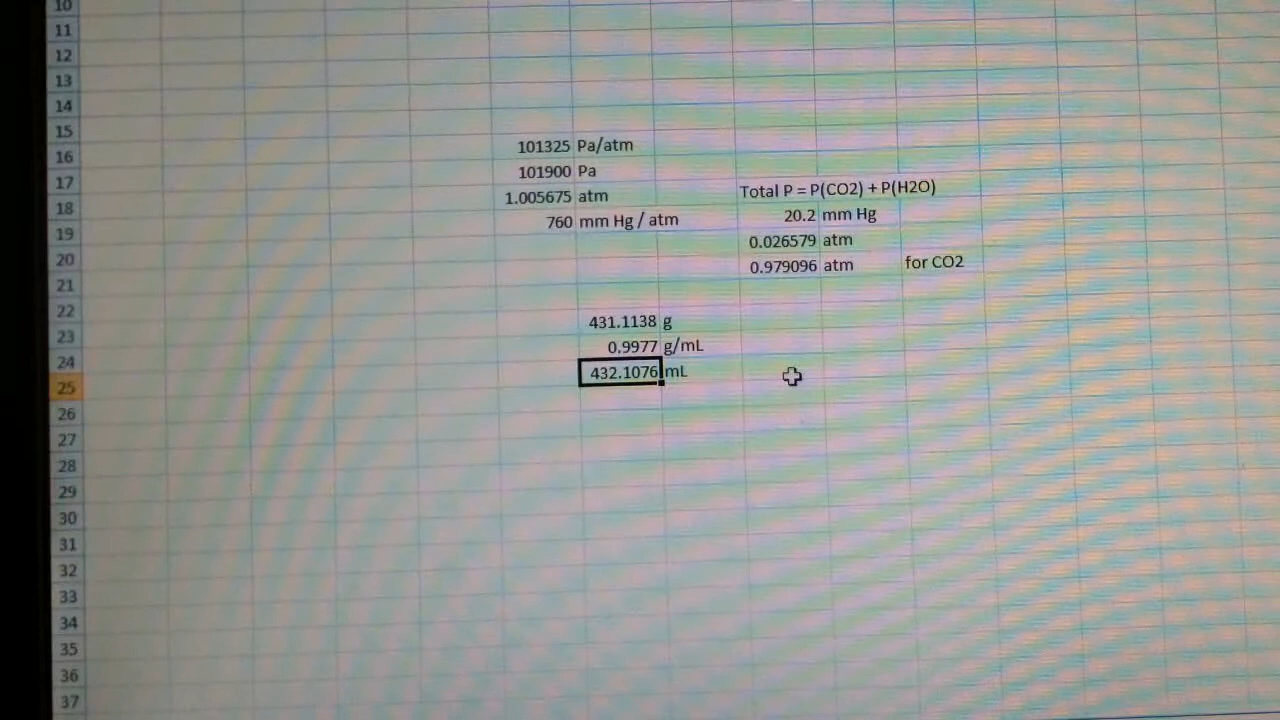 10
11
12
13
14
15
16 101325 Pa/atm
17 101900 Pa
18 1.005675 atm Total P = P(CO2) + P(H2O)
19 760 mm Hg / atm 20.2 mm Hg
20 0.026579 atm
21 0.979096 atm for CO2
22
23 431.1138 g
24 0.9977 g/mL
25 432.1076 mL
26
27
28
29
30
31
32
33
34
35
36
37